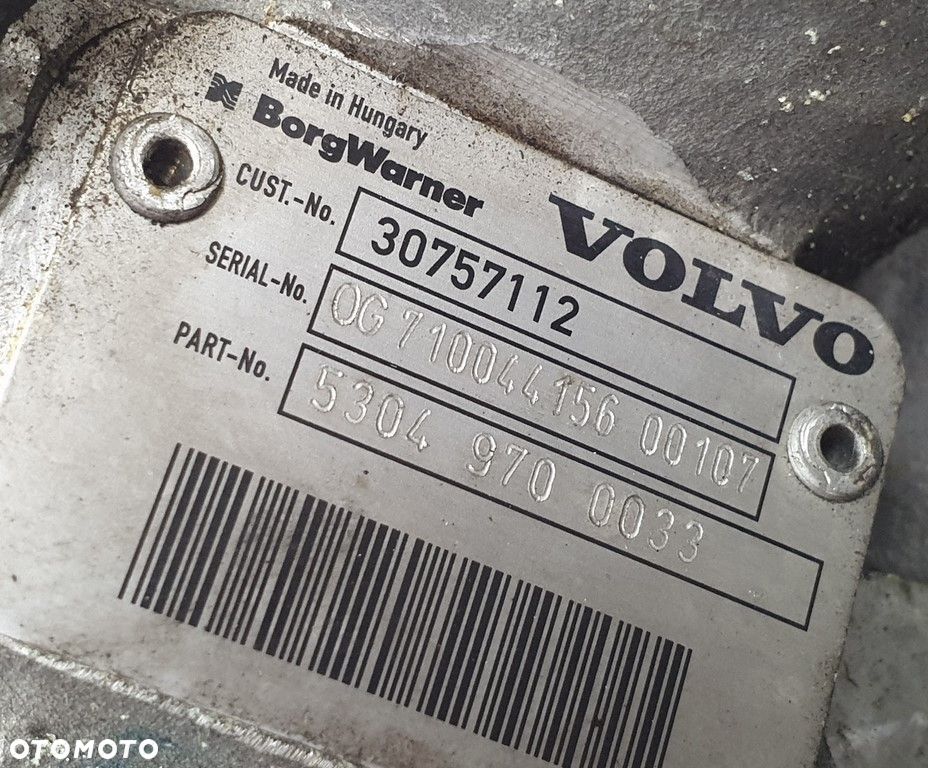 Made in Hungary
BorgWarner
VOLVO
CUST.-No. 30757112
SERIAL-No. OG 710044156 00107
PART-No. 5304 970 0033
OTOMOTO